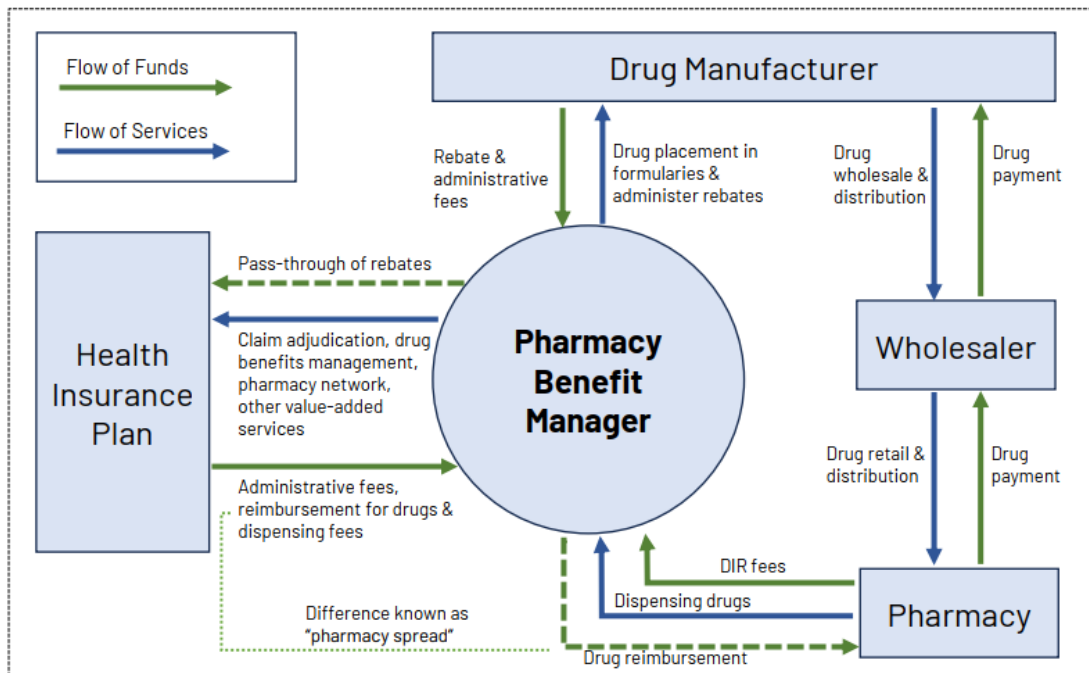 Flow of Funds
Flow of Services
Drug Manufacturer
Rebate &
administrative
fees
Drug placement in
formularies &
administer rebates
Drug
wholesale &
distribution
Drug
payment
Health
Insurance
Plan
Pass-through of rebates
Claim adjudication, drug
benefits management,
pharmacy network,
other value-added
services
Administrative fees,
reimbursement for drugs &
dispensing fees
Pharmacy
Benefit
Manager
Wholesaler
Drug retail &
distribution
Drug
payment
DIR fees
Dispensing drugs
Pharmacy
Difference known as
“pharmacy spread”
Drug reimbursement